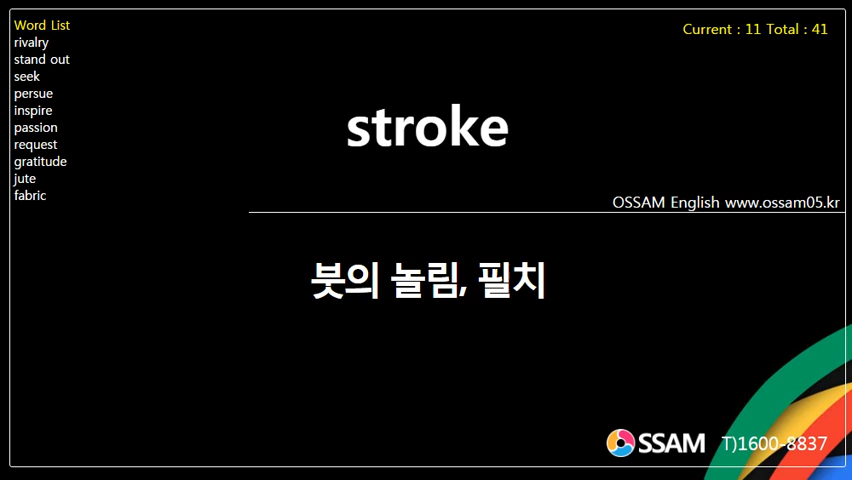 Word List
rivalry
stand out
seek
persue
inspire
passion
request
gratitude
jute
fabric
Current : 11 Total : 41
stroke
OSSAM English www.ossam05.kr
붓의 놀림, 필치
OSSAM T)1600-8837